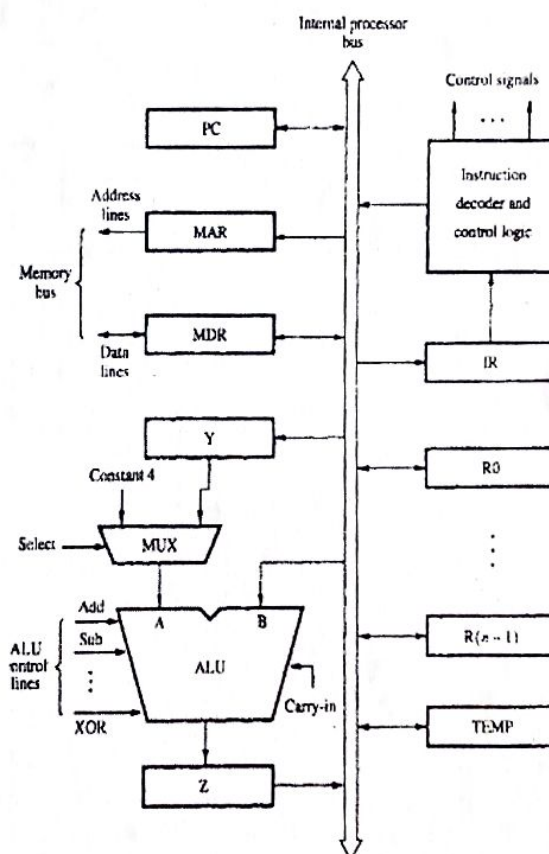 Internal processor
bus
Control signals
. . .
PC
Instruction
decoder and
control logic
Address
lines
MAR
Memory
bus
MDR
Data
lines
IR
Y
R0
Constant 4
Select
MUX
Add
A
B
Sub
ALU
ontrol
lines
ALU
R(n - 1)
Carry-in
XOR
TEMP
Z